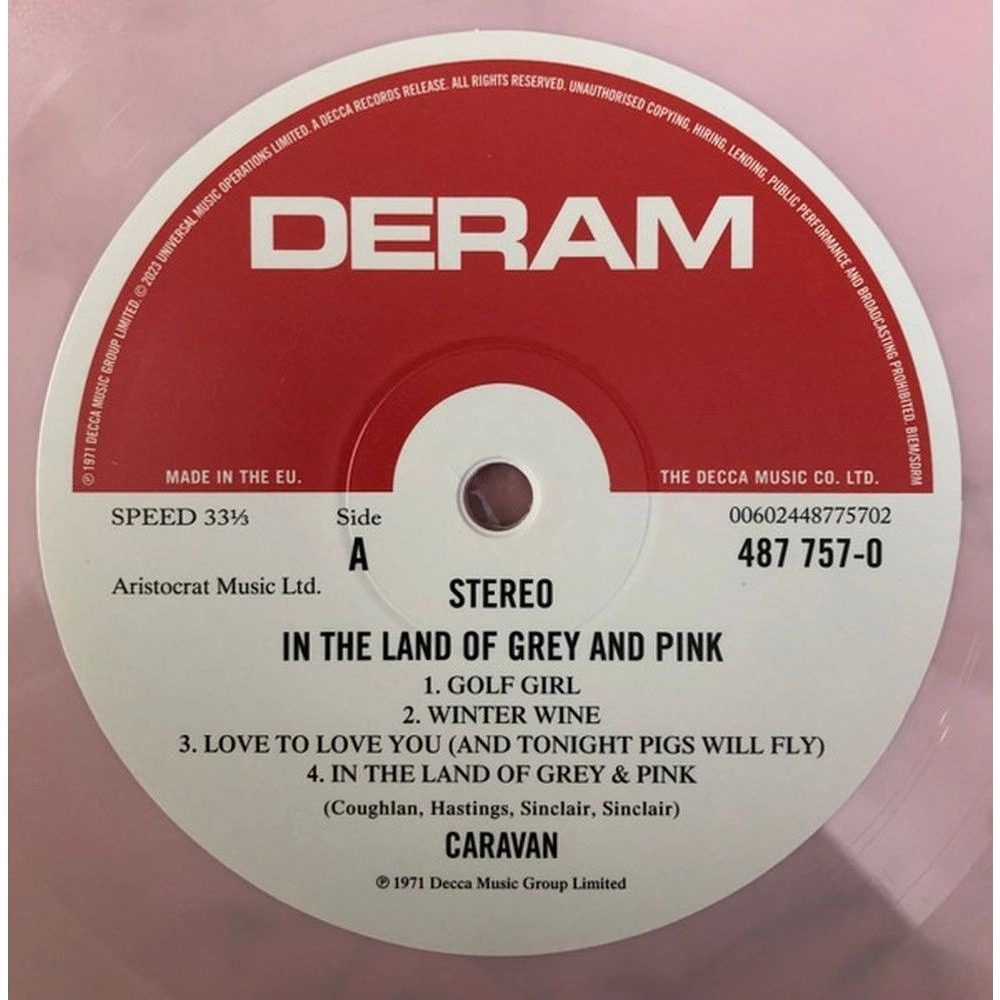 ℗ 1971 DECCA MUSIC GROUP LIMITED. © 2023 UNIVERSAL MUSIC OPERATIONS LIMITED. A DECCA RECORDS RELEASE. ALL RIGHTS RESERVED. UNAUTHORISED COPYING, HIRING, LENDING, PUBLIC PERFORMANCE AND BROADCASTING PROHIBITED. BIEM/SDRM
DERAM
MADE IN THE EU. THE DECCA MUSIC CO. LTD.
SPEED 33⅓ Side 00602448775702
A 487 757-0
Aristocrat Music Ltd.
STEREO
IN THE LAND OF GREY AND PINK
1. GOLF GIRL
2. WINTER WINE
3. LOVE TO LOVE YOU (AND TONIGHT PIGS WILL FLY)
4. IN THE LAND OF GREY & PINK
(Coughlan, Hastings, Sinclair, Sinclair)
CARAVAN
℗ 1971 Decca Music Group Limited